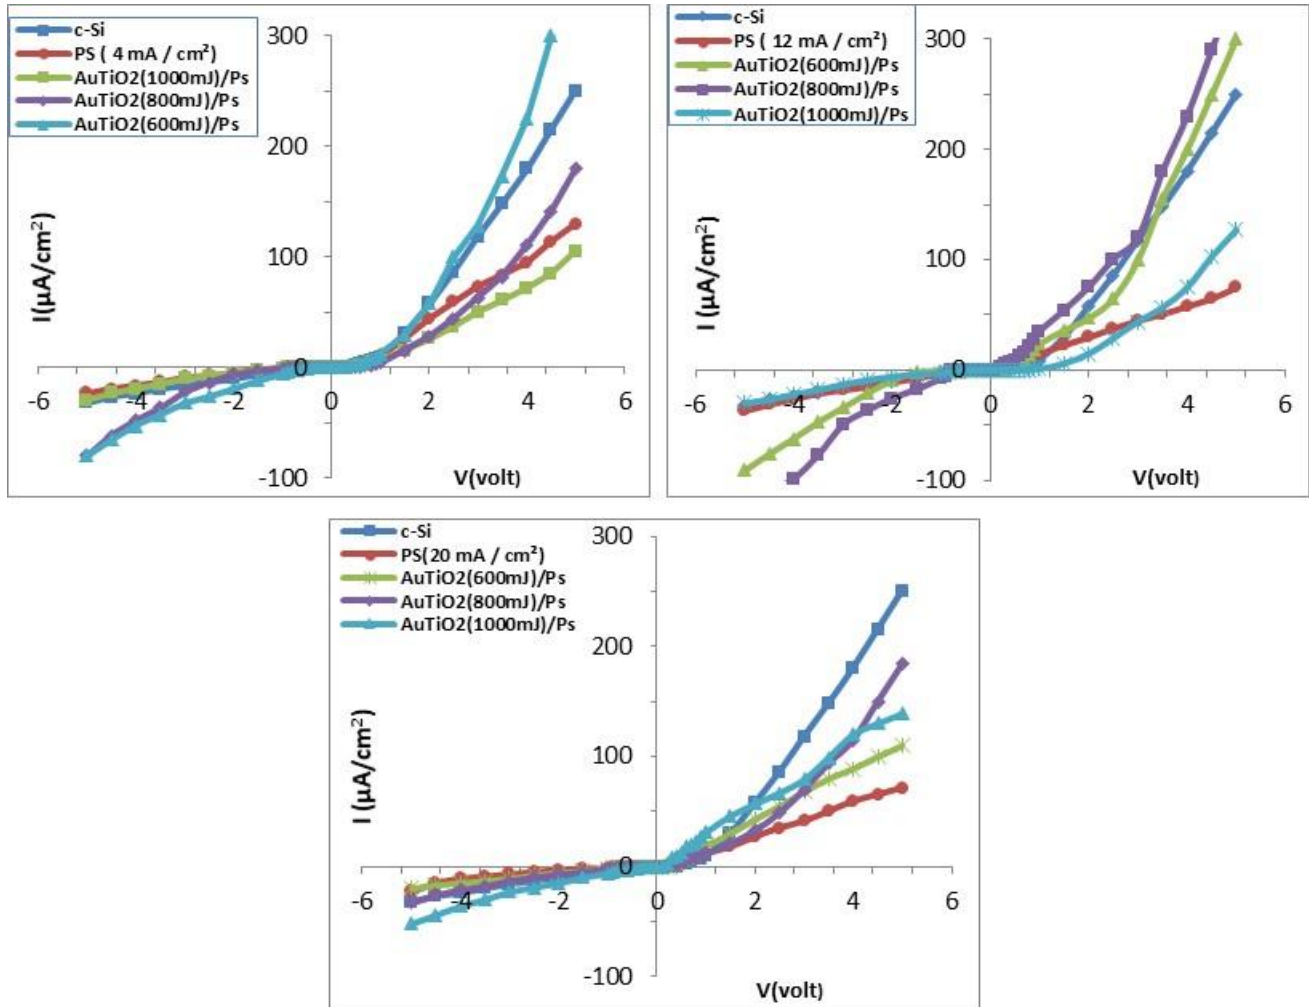 c-Si
PS ( 4 mA / cm²)
AuTiO2(1000mJ)/Ps
AuTiO2(800mJ)/Ps
AuTiO2(600mJ)/Ps
300
200
100
0
-100
-6
-4
-2
0
2
4
6
I(µA/cm²)
V(volt)
c-Si
PS ( 12 mA / cm²)
AuTiO2(600mJ)/Ps
AuTiO2(800mJ)/Ps
AuTiO2(1000mJ)/Ps
300
200
100
0
-100
-6
-4
-2
0
2
4
6
I (µA/cm²)
V(volt)
c-Si
PS(20 mA / cm²)
AuTiO2(600mJ)/Ps
AuTiO2(800mJ)/Ps
AuTiO2(1000mJ)/Ps
300
200
100
0
-100
-6
-4
-2
0
2
4
6
I (µA/cm²)
V(volt)